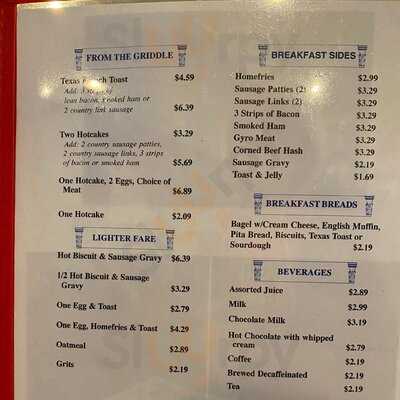 FROM THE GRIDDLE
Texas French Toast $4.59
Add: 3 strips of
lean bacon, smoked ham or
2 country link sausage $6.39
Two Hotcakes $3.29
Add: 2 country sausage patties,
2 country sausage links, 3 strips
of bacon or smoked ham $5.69
One Hotcake, 2 Eggs, Choice of
Meat $6.89
One Hotcake $2.09
LIGHTER FARE
Hot Biscuit & Sausage Gravy $6.39
1/2 Hot Biscuit & Sausage
Gravy $3.29
One Egg & Toast $2.79
One Egg, Homefries & Toast $4.29
Oatmeal $2.89
Grits $2.19
BREAKFAST SIDES
Homefries $2.99
Sausage Patties (2) $3.29
Sausage Links (2) $3.29
3 Strips of Bacon $3.29
Smoked Ham $3.29
Gyro Meat $3.29
Corned Beef Hash $3.29
Sausage Gravy $2.19
Toast & Jelly $1.69
BREAKFAST BREADS
Bagel w/Cream Cheese, English Muffin,
Pita Bread, Biscuits, Texas Toast or
Sourdough $2.19
BEVERAGES
Assorted Juice $2.89
Milk $2.99
Chocolate Milk $3.19
Hot Chocolate with whipped
cream $2.79
Coffee $2.19
Brewed Decaffeinated $2.19
Tea $2.19